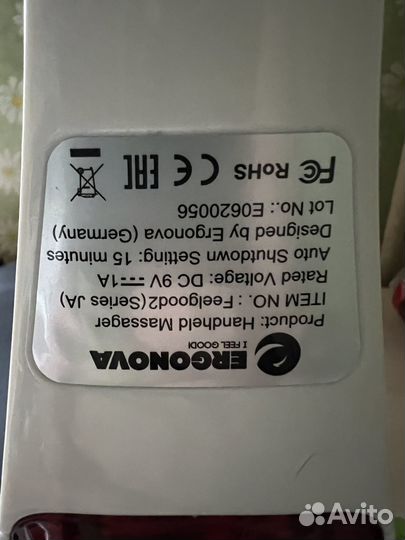 ERGONOVA
I FEEL GOOD!
Product: Handheld Massager
ITEM NO. : Feelgood2(Series JA)
Rated Voltage: DC 9V⎓1A
Auto Shutdown Setting: 15 minutes
Designed by Ergonova (Germany)
Lot No.: E0620056
FC RoHS CE EAC
Avito